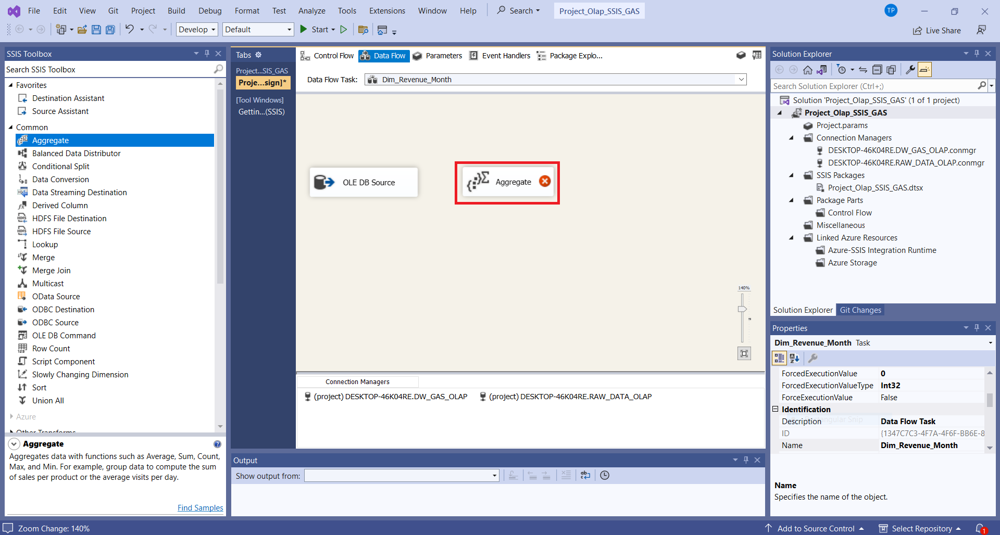 File Edit View Git Project Build Debug Format Test Analyze Tools Extensions Window Help Search Project_Olap_SSIS_GAS TP
Develop Default Start Live Share
SSIS Toolbox
Search SSIS Toolbox
Favorites
Destination Assistant
Source Assistant
Common
Aggregate
Balanced Data Distributor
Conditional Split
Data Conversion
Data Streaming Destination
Derived Column
HDFS File Destination
HDFS File Source
Lookup
Merge
Merge Join
Multicast
OData Source
ODBC Destination
ODBC Source
OLE DB Command
Row Count
Script Component
Slowly Changing Dimension
Sort
Union All
Azure
Other Transforms
Aggregate
Aggregates data with functions such as Average, Sum, Count,
Max, and Min. For example, group data to compute the sum
of sales per product or the average visits per day.
Find Samples
Tabs
Project...SIS_GAS
Proje...sign]*
[Tool Windows]
Gettin...(SSIS)
Control Flow Data Flow Parameters Event Handlers Package Explo...
Data Flow Task: Dim_Revenue_Month
OLE DB Source
Aggregate
140%
Connection Managers
(project) DESKTOP-46K04RE.DW_GAS_OLAP (project) DESKTOP-46K04RE.RAW_DATA_OLAP
Output
Show output from:
Solution Explorer
Search Solution Explorer (Ctrl+;)
Solution 'Project_Olap_SSIS_GAS' (1 of 1 project)
Project_Olap_SSIS_GAS
Project.params
Connection Managers
DESKTOP-46K04RE.DW_GAS_OLAP.conmgr
DESKTOP-46K04RE.RAW_DATA_OLAP.conmgr
SSIS Packages
Project_Olap_SSIS_GAS.dtsx
Package Parts
Control Flow
Miscellaneous
Linked Azure Resources
Azure-SSIS Integration Runtime
Azure Storage
Solution Explorer Git Changes
Properties
Dim_Revenue_Month Task
ForcedExecutionValue 0
ForcedExecutionValueType Int32
ForceExecutionValue False
Identification
Description Data Flow Task
ID {1347C7C3-4F7A-4F6F-BB6E-8
Name Dim_Revenue_Month
Name
Specifies the name of the object.
Zoom Change: 140% Add to Source Control Select Repository 1